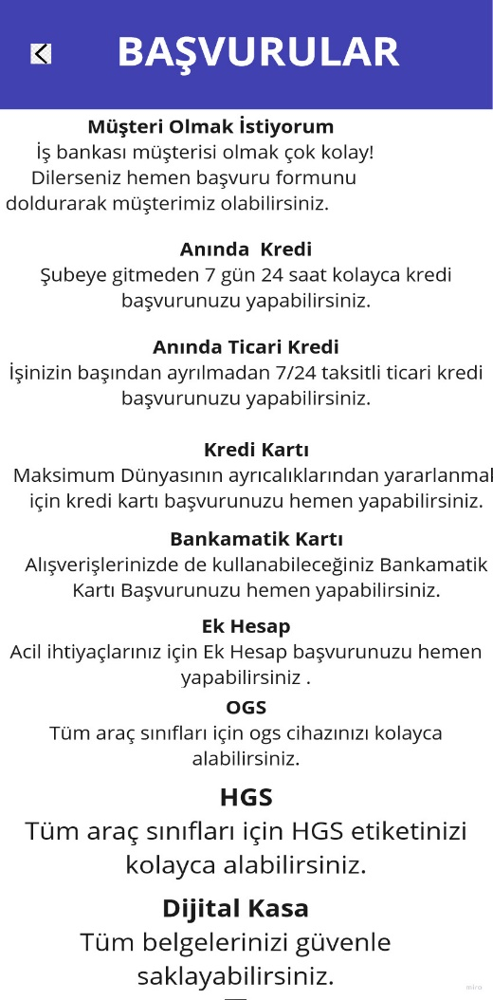 BAŞVURULAR
Müşteri Olmak İstiyorum
İş bankası müşterisi olmak çok kolay!
Dilerseniz hemen başvuru formunu
doldurarak müşterimiz olabilirsiniz.
Anında Kredi
Şubeye gitmeden 7 gün 24 saat kolayca kredi
başvurunuzu yapabilirsiniz.
Anında Ticari Kredi
İşinizin başından ayrılmadan 7/24 taksitli ticari kredi
başvurunuzu yapabilirsiniz.
Kredi Kartı
Maksimum Dünyasının ayrıcalıklarından yararlanmal
için kredi kartı başvurunuzu hemen yapabilirsiniz.
Bankamatik Kartı
Alışverişlerinizde de kullanabileceğiniz Bankamatik
Kartı Başvurunuzu hemen yapabilirsiniz.
Ek Hesap
Acil ihtiyaçlarınız için Ek Hesap başvurunuzu hemen
yapabilirsiniz .
OGS
Tüm araç sınıfları için ogs cihazınızı kolayca
alabilirsiniz.
HGS
Tüm araç sınıfları için HGS etiketinizi
kolayca alabilirsiniz.
Dijital Kasa
Tüm belgelerinizi güvenle
saklayabilirsiniz.
miro